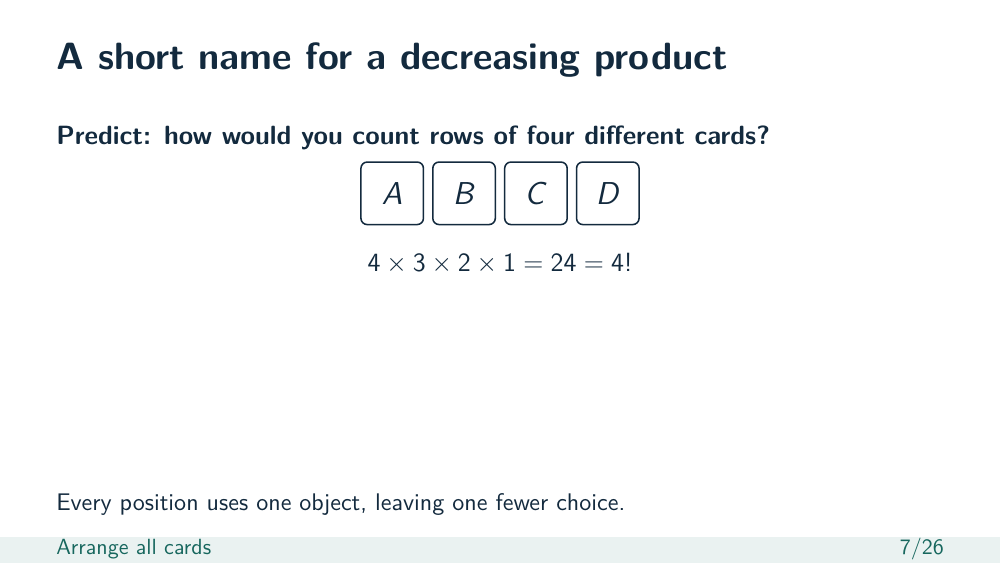 A short name for a decreasing product
Predict: how would you count rows of four different cards?
A B C D
4 × 3 × 2 × 1 = 24 = 4!
Every position uses one object, leaving one fewer choice.
Arrange all cards 7/26